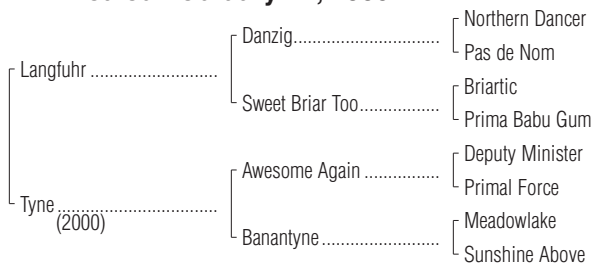 Northern Dancer
Danzig
Pas de Nom
Langfuhr
Briartic
Sweet Briar Too
Prima Babu Gum
Deputy Minister
Awesome Again
Primal Force
Tyne
(2000)
Meadowlake
Banantyne
Sunshine Above